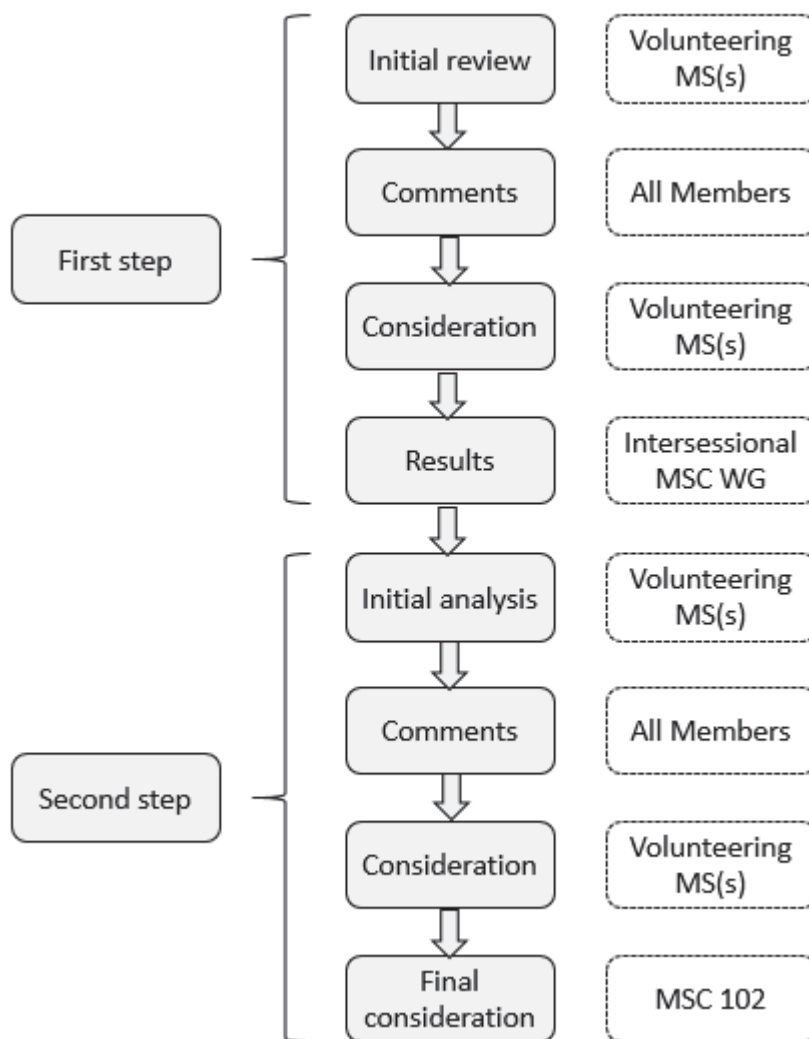 Initial review
Volunteering
MS(s)
Comments
All Members
First step
Consideration
Volunteering
MS(s)
Results
Intersessional
MSC WG
Initial analysis
Volunteering
MS(s)
Comments
All Members
Second step
Consideration
Volunteering
MS(s)
Final
consideration
MSC 102